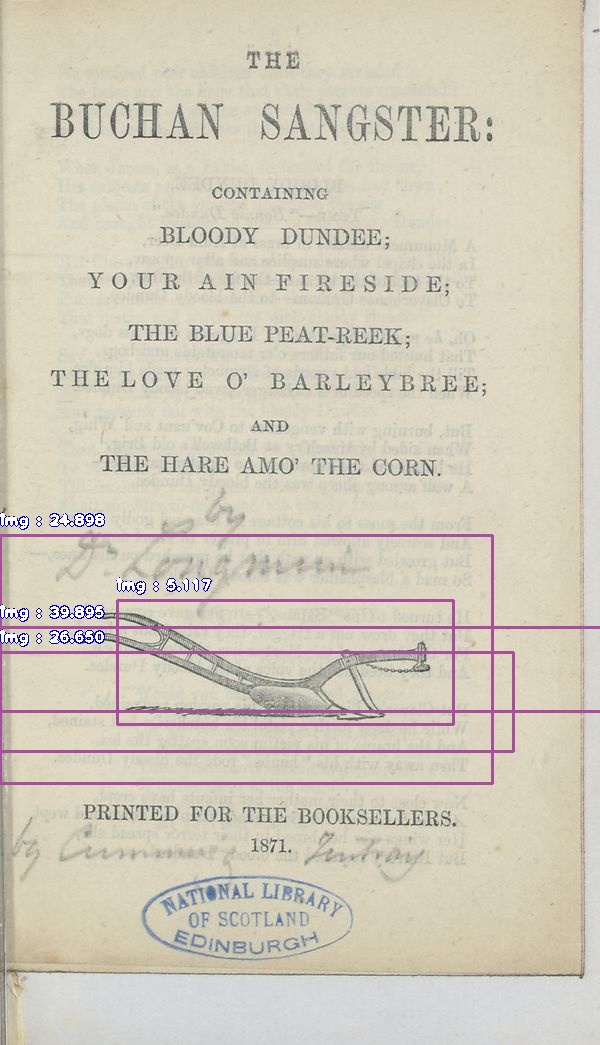 THE
BUCHAN SANGSTER:
CONTAINING
BLOODY DUNDEE;
YOUR AIN FIRESIDE;
THE BLUE PEAT-REEK;
THE LOVE O' BARLEYBREE;
AND
THE HARE AMO' THE CORN.
by
Img : 24.898
Dr Longmuir
Img : 5.117
Img : 39.895
Img : 26.650
PRINTED FOR THE BOOKSELLERS.
1871.
by
NATIONAL LIBRARY
OF SCOTLAND
EDINBURGH